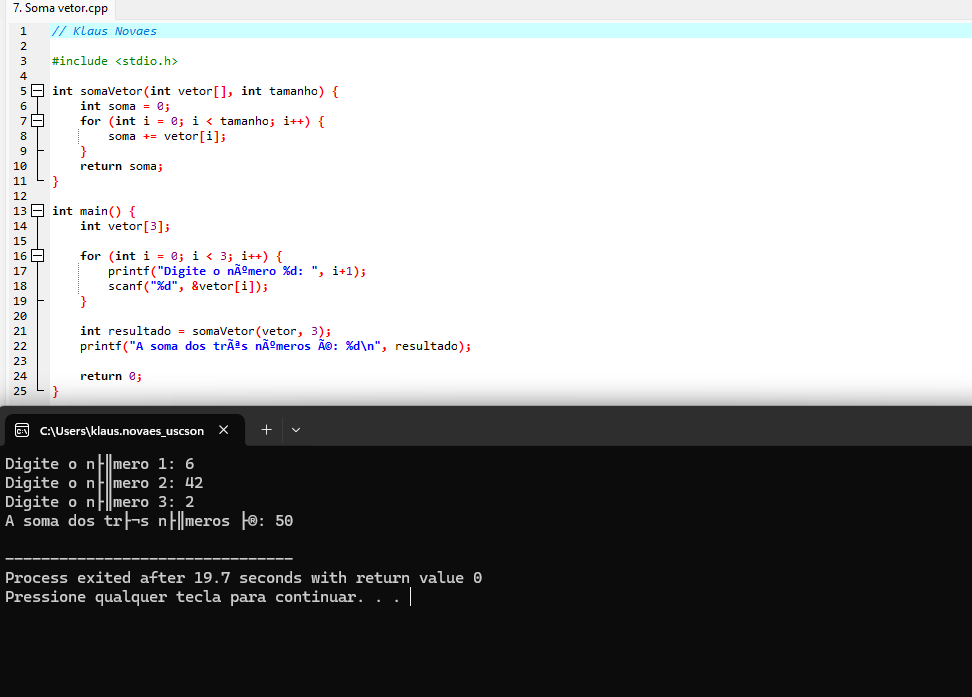 7. Soma vetor.cpp
1 // Klaus Novaes
2
3 #include <stdio.h>
4
5 int somaVetor(int vetor[], int tamanho) {
6 int soma = 0;
7 for (int i = 0; i < tamanho; i++) {
8 soma += vetor[i];
9 }
10 return soma;
11 }
12
13 int main() {
14 int vetor[3];
15
16 for (int i = 0; i < 3; i++) {
17 printf("Digite o nÃºmero %d: ", i+1);
18 scanf("%d", &vetor[i]);
19 }
20
21 int resultado = somaVetor(vetor, 3);
22 printf("A soma dos trÃªs nÃºmeros Ã©: %d\n", resultado);
23
24 return 0;
25 }
C:\Users\klaus.novaes_uscson
Digite o n├║mero 1: 6
Digite o n├║mero 2: 42
Digite o n├║mero 3: 2
A soma dos tr├¬s n├║meros ├®: 50
--------------------------------
Process exited after 19.7 seconds with return value 0
Pressione qualquer tecla para continuar. . .